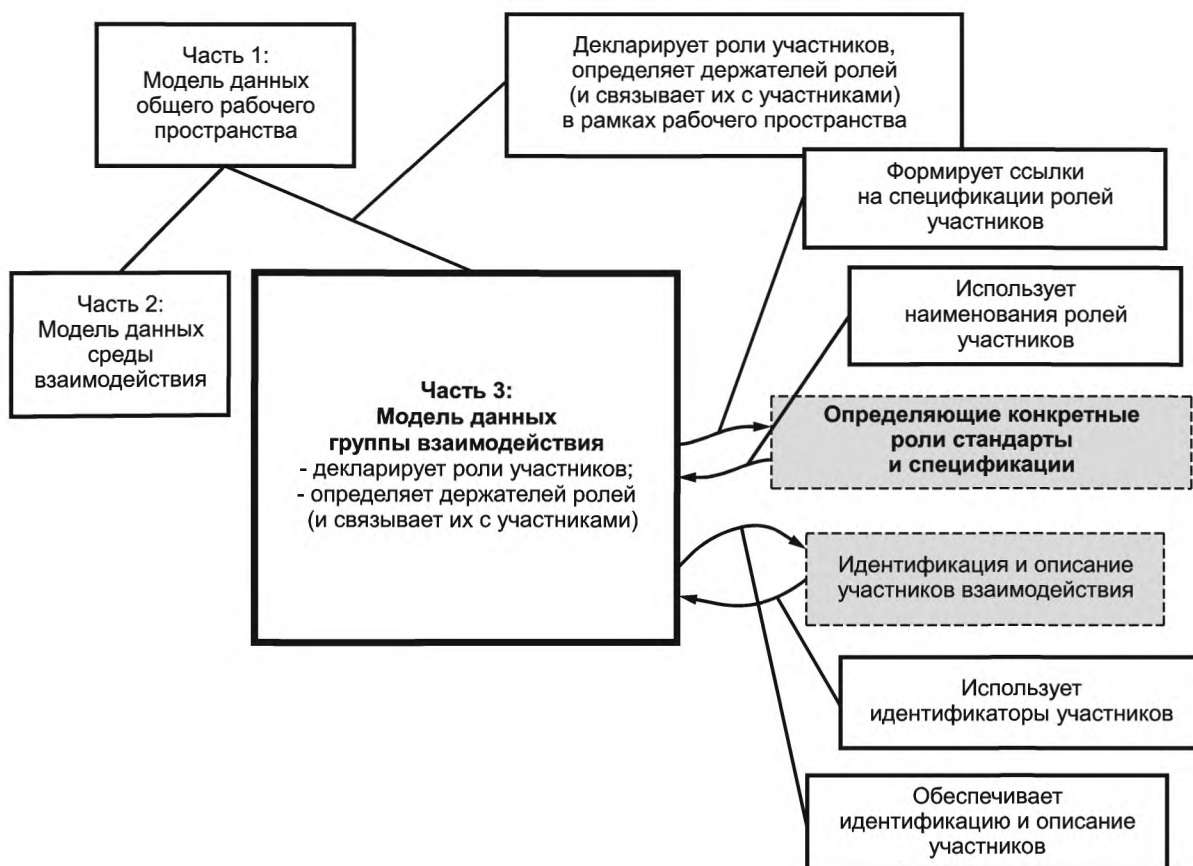 Часть 1:
Модель данных
общего рабочего
пространства
Декларирует роли участников,
определяет держателей ролей
(и связывает их с участниками)
в рамках рабочего пространства
Формирует ссылки
на спецификации ролей
участников
Часть 2:
Модель данных
среды
взаимодействия
Использует
наименования ролей
участников
Часть 3:
Модель данных
группы взаимодействия
- декларирует роли участников;
- определяет держателей ролей
(и связывает их с участниками)
Определяющие конкретные
роли стандарты
и спецификации
Идентификация и описание
участников взаимодействия
Использует
идентификаторы участников
Обеспечивает
идентификацию и описание
участников